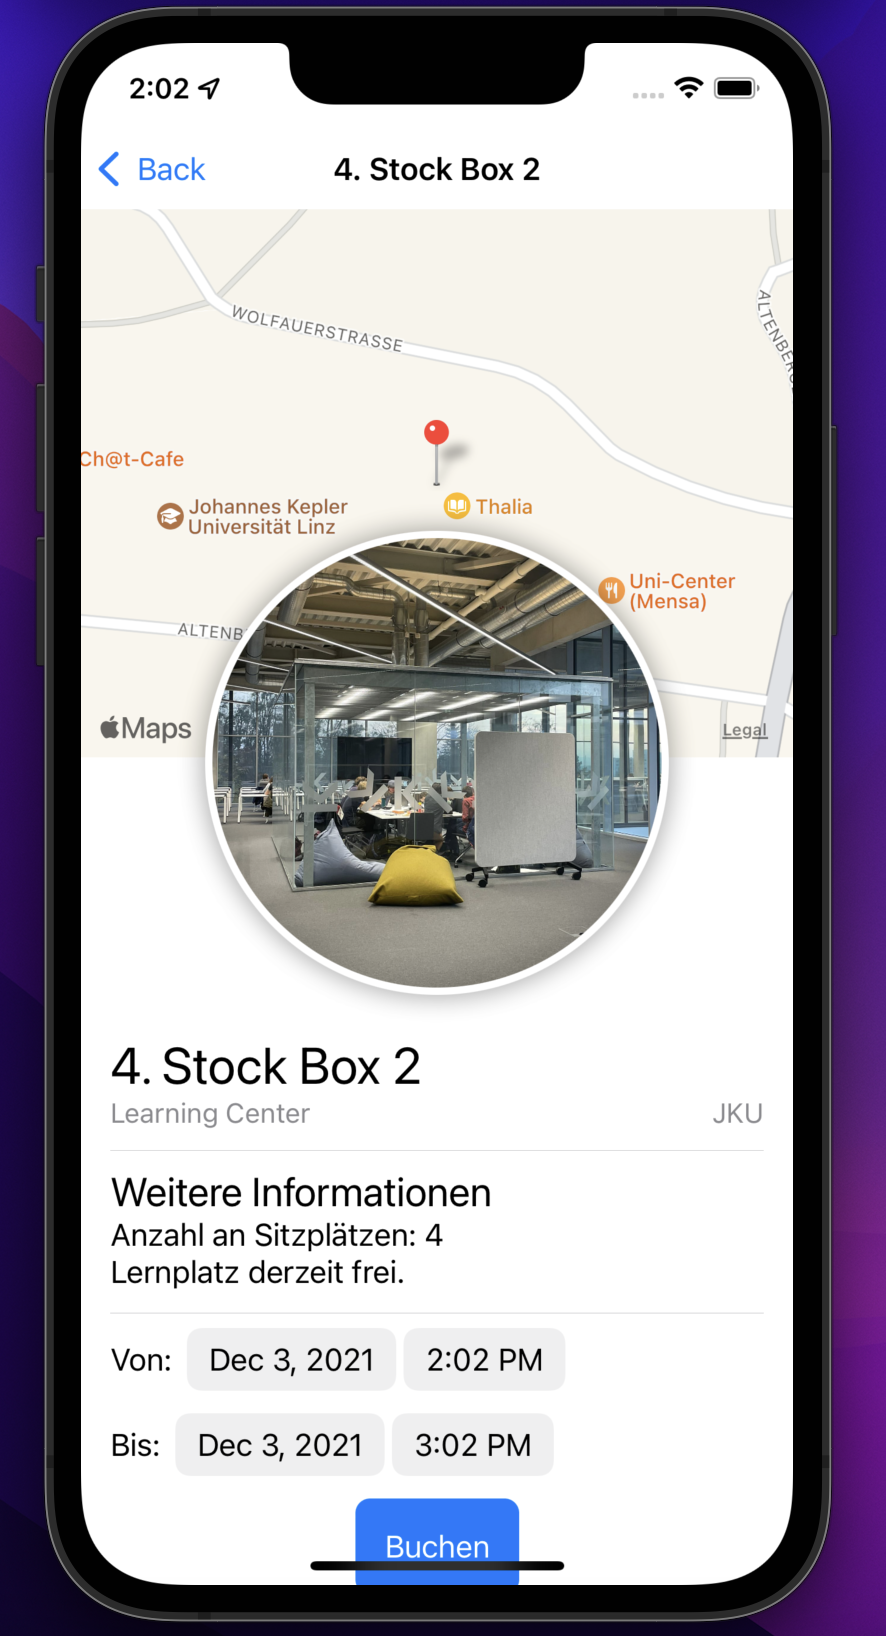 2:02
Back
4. Stock Box 2
WOLFAUERSTRASSE
Ch@t-Cafe
Johannes Kepler
Universität Linz
Thalia
Uni-Center
(Mensa)
ALTENB
Maps
Legal
4. Stock Box 2
Learning Center
JKU
Weitere Informationen
Anzahl an Sitzplätzen: 4
Lernplatz derzeit frei.
Von: Dec 3, 2021 2:02 PM
Bis: Dec 3, 2021 3:02 PM
Buchen